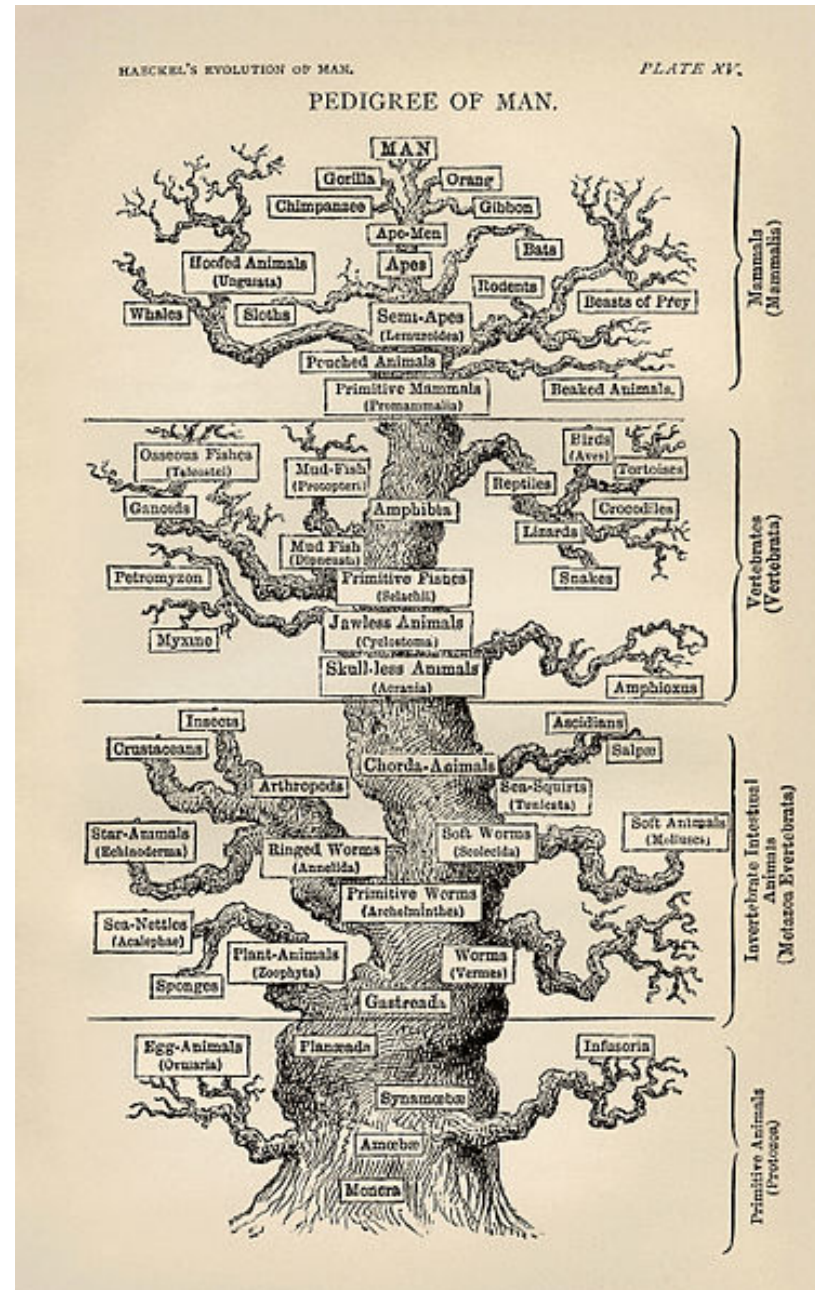 HAECKEL'S EVOLUTION OF MAN.
PLATE XV.
PEDIGREE OF MAN.
MAN
Gorilla
Orang
Chimpanzee
Gibbon
Ape-Men
Bats
Apes
Hoofed Animals
(Ungulata)
Rodents
Beasts of Prey
Whales
Sloths
Semi-Apes
(Lemuroidea)
Pouched Animals
Primitive Mammals
(Promammalia)
Beaked Animals.
Mammals
(Mammalia)
Osseous Fishes
(Teleostei)
Mud-Fish
(Protopteri)
Birds
(Aves)
Tortoises
Reptiles
Ganoids
Amphibia
Crocodiles
Lizards
Mud Fish
(Dipneusta)
Petromyzon
Primitive Fishes
(Selachii)
Snakes
Jawless Animals
(Cyclostoma)
Myxine
Skull-less Animals
(Acrania)
Amphioxus
Vertebrates
(Vertebrata)
Insects
Ascidians
Crustaceans
Salpæ
Chorda-Animals
Arthropods
Sea-Squirts
(Tunicata)
Star-Animals
(Echinoderma)
Ringed Worms
(Annelida)
Soft Worms
(Scolecida)
Soft Animals
(Mollusca)
Primitive Worms
(Archelminthes)
Sea-Nettles
(Acalephae)
Plant-Animals
(Zoophyta)
Worms
(Vermes)
Sponges
Gastreada
Invertebrate Intestinal
Animals
(Metazoa Evertebrata)
Egg-Animals
(Ovularia)
Planæada
Infusoria
Synamœbæ
Amœbæ
Monera
Primitive Animals
(Protozoa)